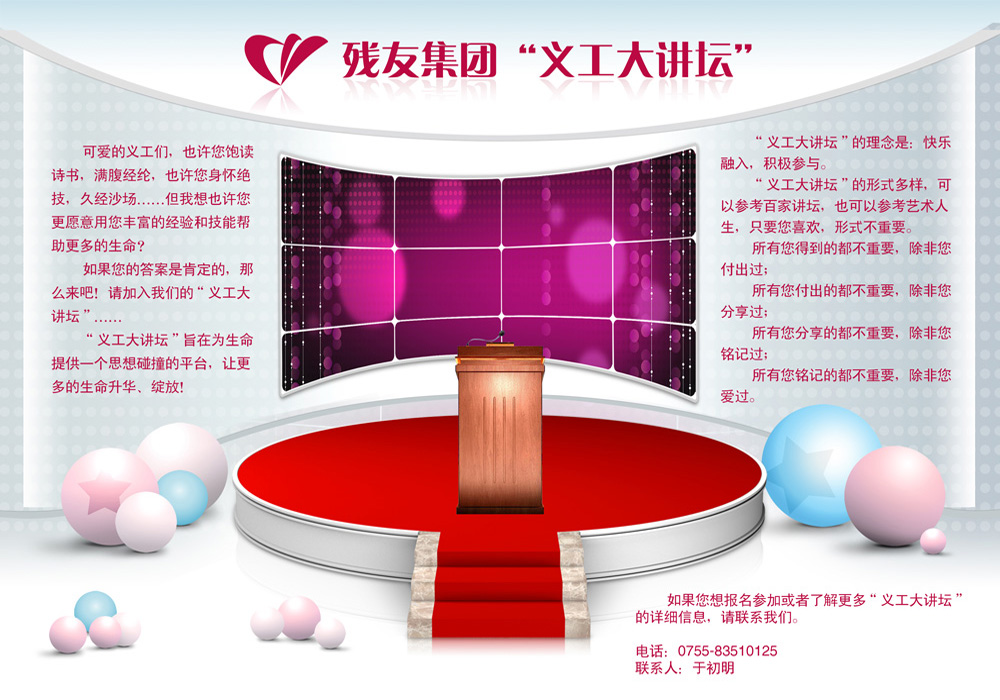 残友集团“义工大讲坛”
可爱的义工们，也许您饱读
诗书，满腹经纶，也许您身怀绝
技，久经沙场……但我想也许您
更愿意用您丰富的经验和技能帮
助更多的生命？
如果您的答案是肯定的，那
么来吧！请加入我们的“义工大
讲坛”……
“义工大讲坛”旨在为生命
提供一个思想碰撞的平台，让更
多的生命升华、绽放！
“义工大讲坛”的理念是：快乐
融入，积极参与。
“义工大讲坛”的形式多样，可
以参考百家讲坛，也可以参考艺术人
生，只要您喜欢，形式不重要。
所有您得到的都不重要，除非您
付出过；
所有您付出的都不重要，除非您
分享过；
所有您分享的都不重要，除非您
铭记过；
所有您铭记的都不重要，除非您
爱过。
如果您想报名参加或者了解更多“义工大讲坛”
的详细信息，请联系我们。
电话：0755-83510125
联系人：于初明